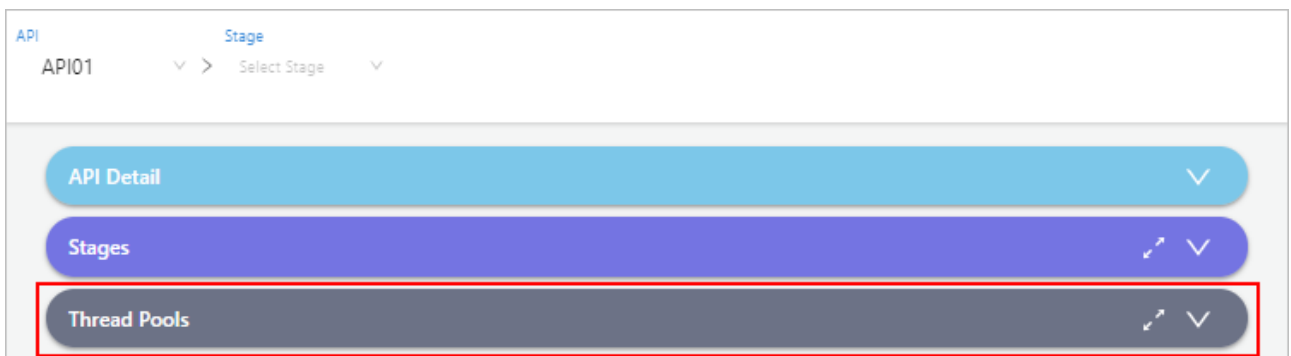 API Stage
API01 > Select Stage
API Detail
Stages
Thread Pools